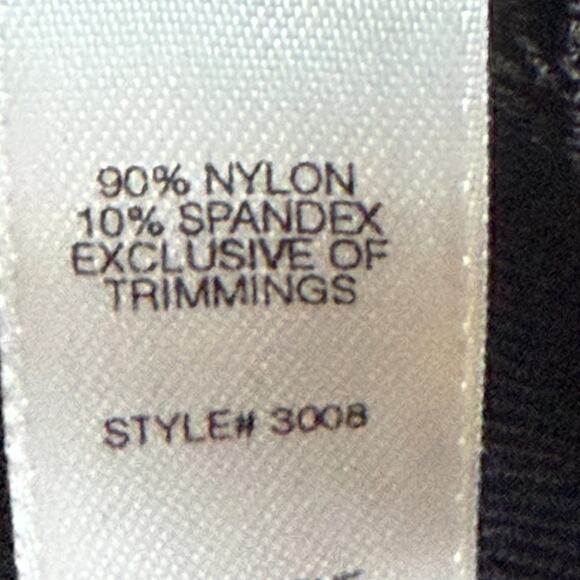 90% NYLON
10% SPANDEX
EXCLUSIVE OF
TRIMMINGS
STYLE# 3008